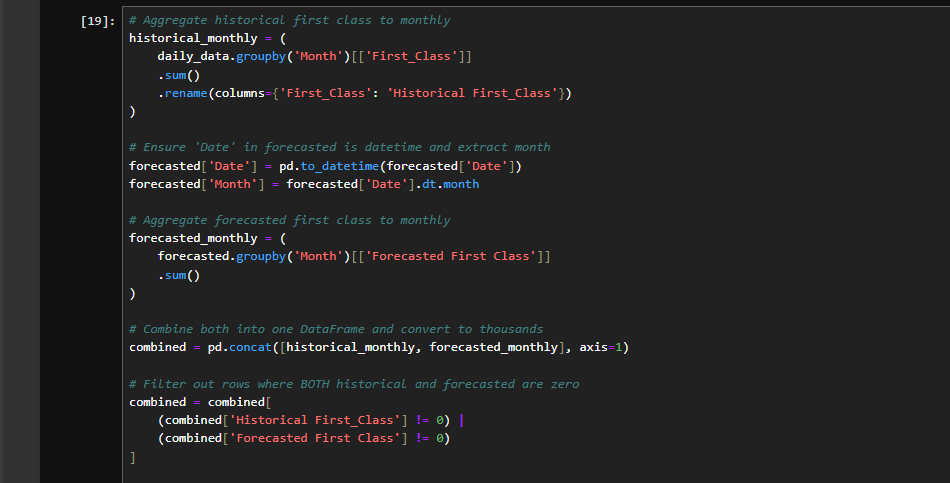 [19]: # Aggregate historical first class to monthly
historical_monthly = (
    daily_data.groupby('Month')[['First_Class']]
    .sum()
    .rename(columns={'First_Class': 'Historical First_Class'})
)

# Ensure 'Date' in forecasted is datetime and extract month
forecasted['Date'] = pd.to_datetime(forecasted['Date'])
forecasted['Month'] = forecasted['Date'].dt.month

# Aggregate forecasted first class to monthly
forecasted_monthly = (
    forecasted.groupby('Month')[['Forecasted First Class']]
    .sum()
)

# Combine both into one DataFrame and convert to thousands
combined = pd.concat([historical_monthly, forecasted_monthly], axis=1)

# Filter out rows where BOTH historical and forecasted are zero
combined = combined[
    (combined['Historical First_Class'] != 0) |
    (combined['Forecasted First Class'] != 0)
]